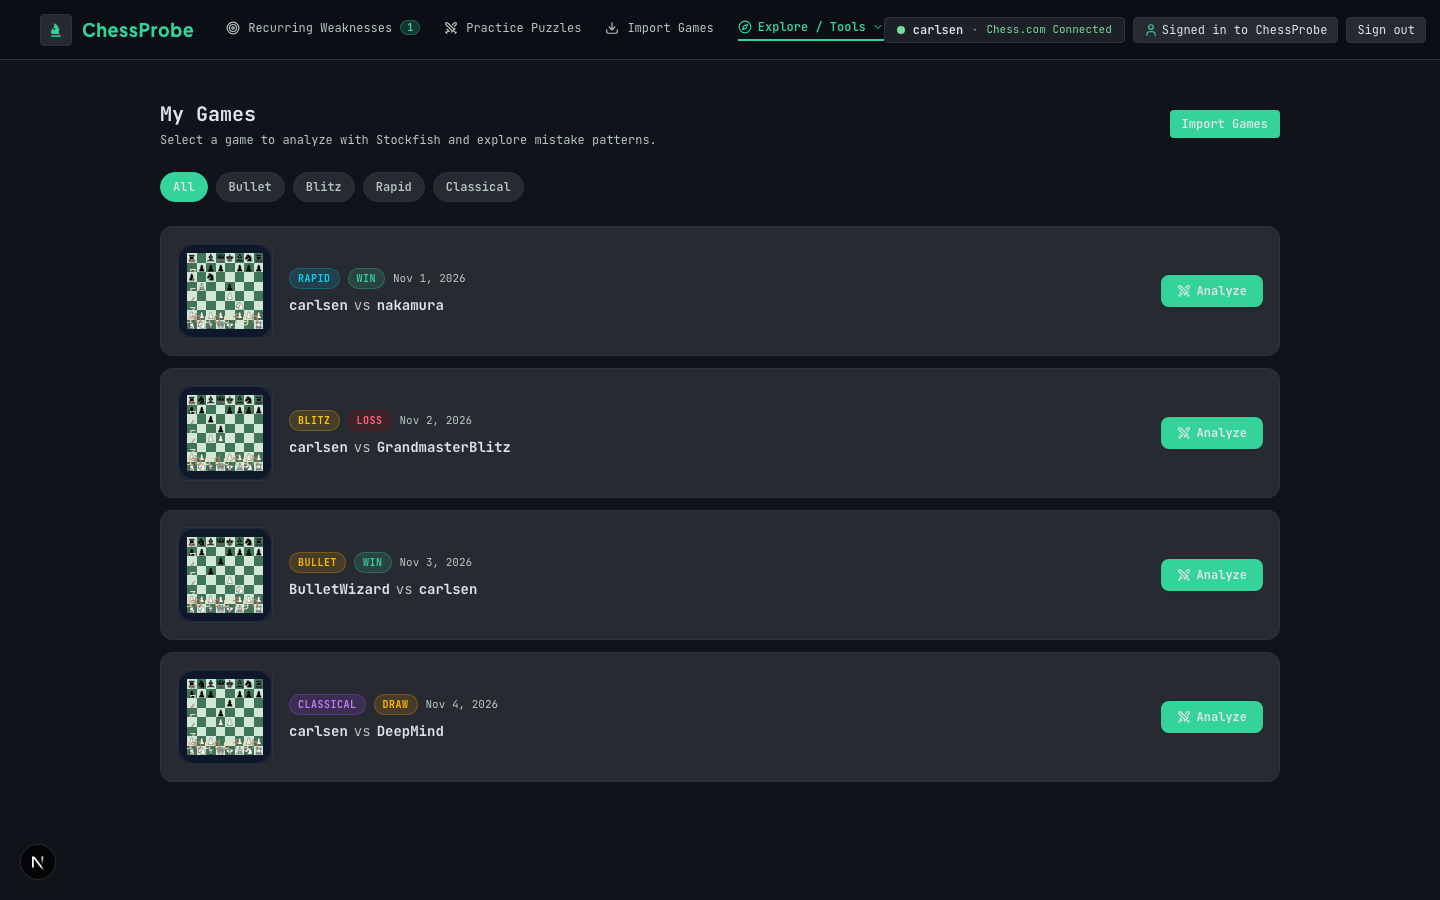 ChessProbe
Recurring Weaknesses 1
Practice Puzzles
Import Games
Explore / Tools
carlsen · Chess.com Connected
Signed in to ChessProbe
Sign out
My Games
Select a game to analyze with Stockfish and explore mistake patterns.
Import Games
All
Bullet
Blitz
Rapid
Classical
RAPID WIN Nov 1, 2026
carlsen vs nakamura
Analyze
BLITZ LOSS Nov 2, 2026
carlsen vs GrandmasterBlitz
Analyze
BULLET WIN Nov 3, 2026
BulletWizard vs carlsen
Analyze
CLASSICAL DRAW Nov 4, 2026
carlsen vs DeepMind
Analyze
N